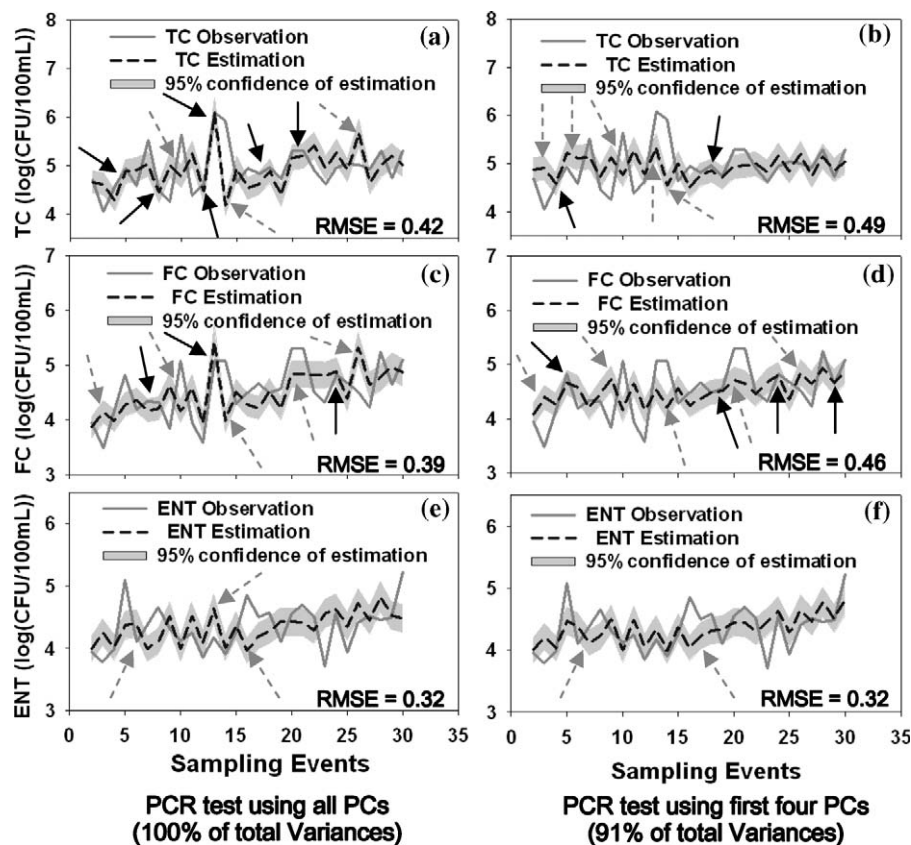 (a)
TC Observation
TC Estimation
95% confidence of estimation
RMSE = 0.42
TC (log(CFU/100mL))
8
7
6
5
4
(b)
TC Observation
TC Estimation
95% confidence of estimation
RMSE = 0.49
8
7
6
5
4
(c)
FC Observation
FC Estimation
95% confidence of estimation
RMSE = 0.39
FC (log(CFU/100mL))
7
6
5
4
3
(d)
FC Observation
FC Estimation
95% confidence of estimation
RMSE = 0.46
7
6
5
4
3
(e)
ENT Observation
ENT Estimation
95% confidence of estimation
RMSE = 0.32
ENT (log(CFU/100mL))
6
5
4
3
0 5 10 15 20 25 30 35
Sampling Events
PCR test using all PCs
(100% of total Variances)
(f)
ENT Observation
ENT Estimation
95% confidence of estimation
RMSE = 0.32
6
5
4
3
0 5 10 15 20 25 30 35
Sampling Events
PCR test using first four PCs
(91% of total Variances)